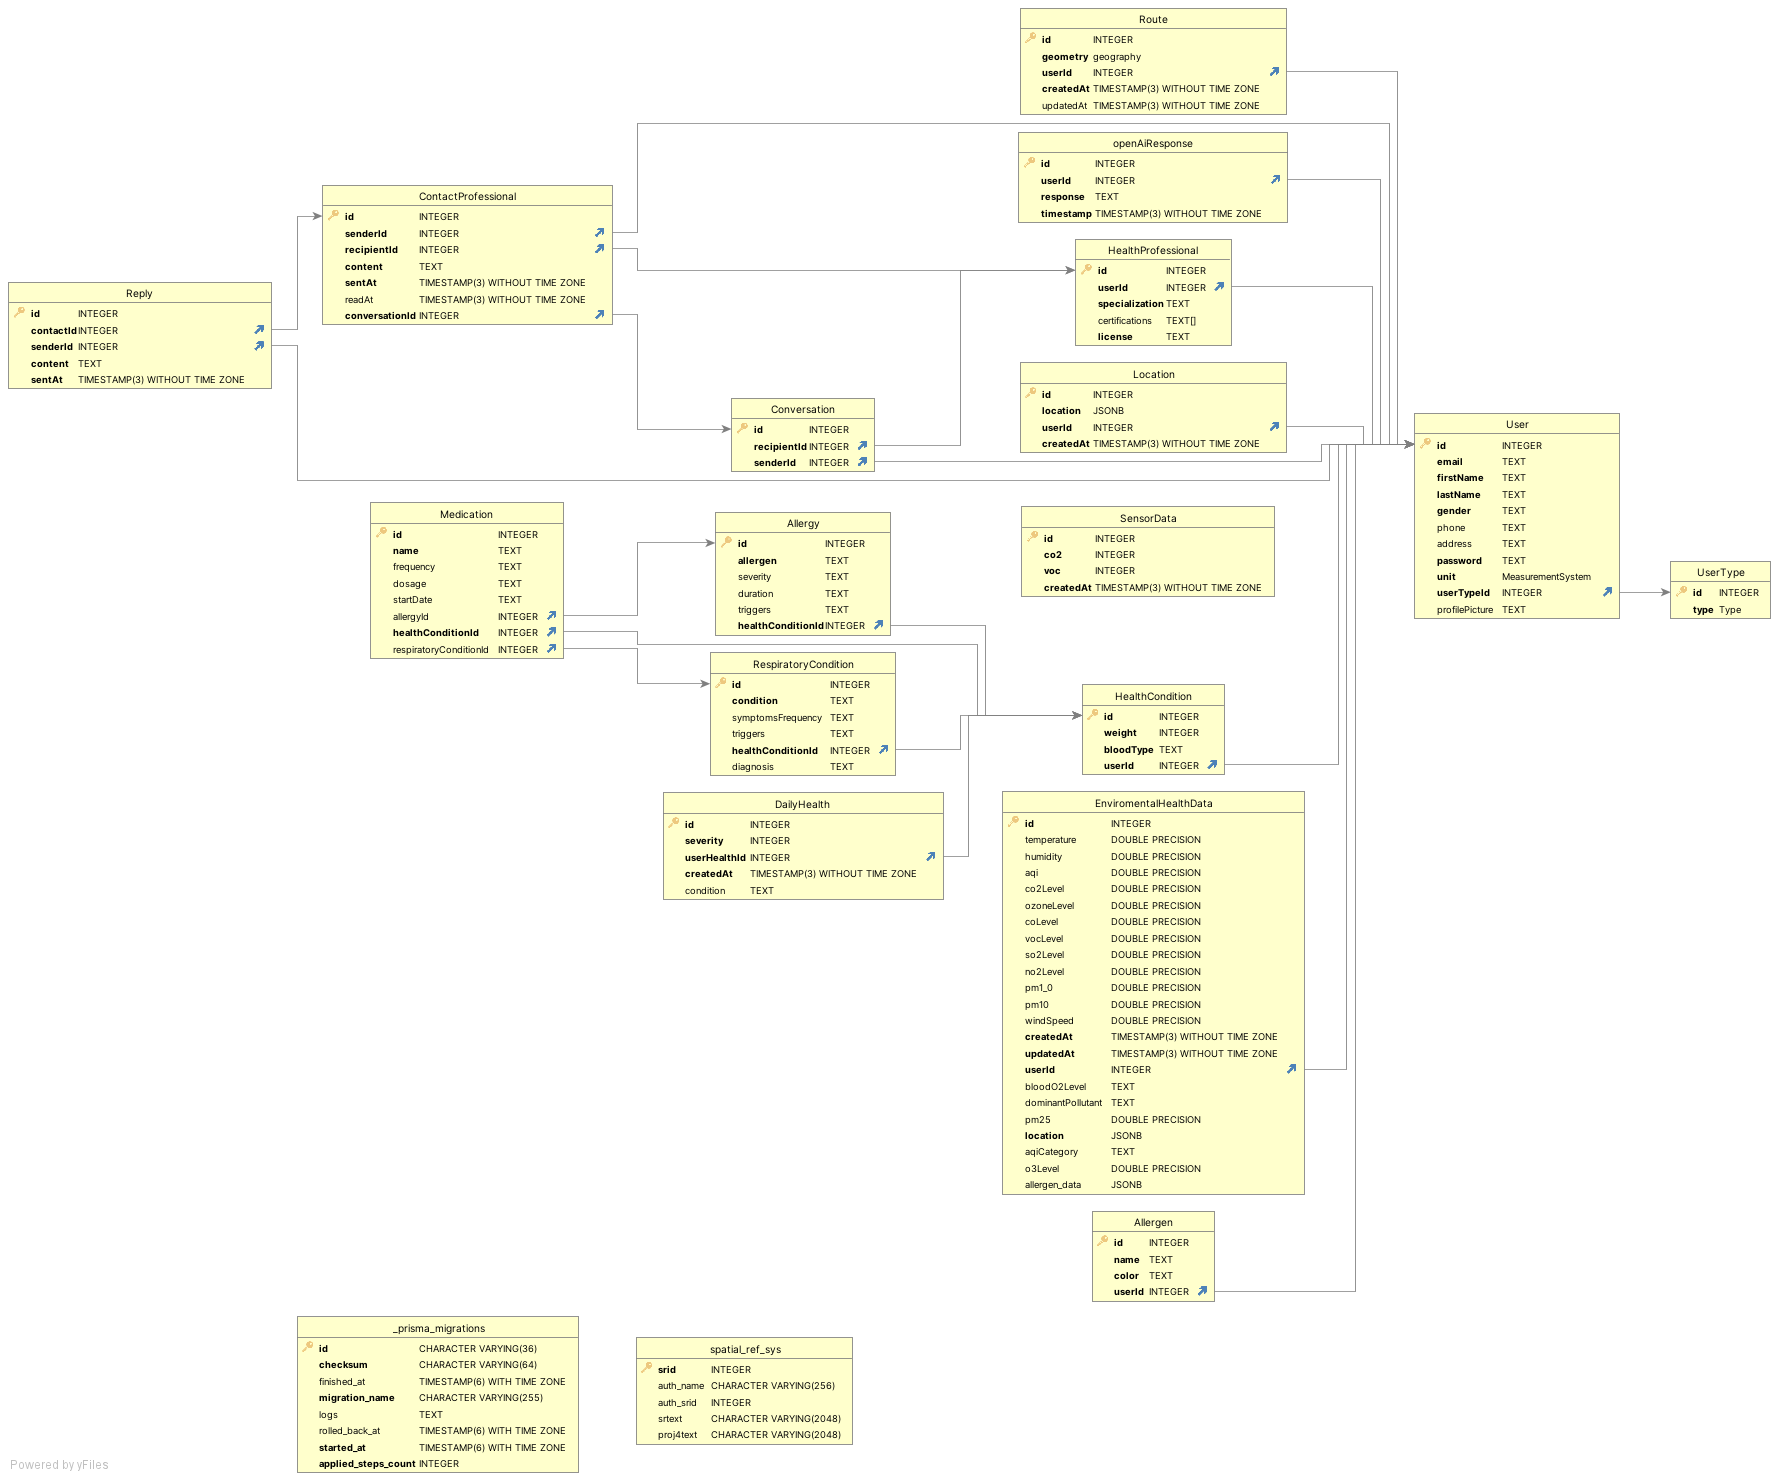 Route
id INTEGER
geometry geography
userId INTEGER
createdAt TIMESTAMP(3) WITHOUT TIME ZONE
updatedAt TIMESTAMP(3) WITHOUT TIME ZONE
openAiResponse
id INTEGER
userId INTEGER
response TEXT
timestamp TIMESTAMP(3) WITHOUT TIME ZONE
ContactProfessional
id INTEGER
senderId INTEGER
recipientId INTEGER
content TEXT
sentAt TIMESTAMP(3) WITHOUT TIME ZONE
readAt TIMESTAMP(3) WITHOUT TIME ZONE
conversationId INTEGER
HealthProfessional
id INTEGER
userId INTEGER
specialization TEXT
certifications TEXT[]
license TEXT
Reply
id INTEGER
contactId INTEGER
senderId INTEGER
content TEXT
sentAt TIMESTAMP(3) WITHOUT TIME ZONE
Location
id INTEGER
location JSONB
userId INTEGER
createdAt TIMESTAMP(3) WITHOUT TIME ZONE
Conversation
id INTEGER
recipientId INTEGER
senderId INTEGER
User
id INTEGER
email TEXT
firstName TEXT
lastName TEXT
gender TEXT
phone TEXT
address TEXT
password TEXT
unit MeasurementSystem
userTypeId INTEGER
profilePicture TEXT
UserType
id INTEGER
type Type
Medication
id INTEGER
name TEXT
frequency TEXT
dosage TEXT
startDate TEXT
allergyId INTEGER
healthConditionId INTEGER
respiratoryConditionId INTEGER
Allergy
id INTEGER
allergen TEXT
severity TEXT
duration TEXT
triggers TEXT
healthConditionId INTEGER
SensorData
id INTEGER
co2 INTEGER
voc INTEGER
createdAt TIMESTAMP(3) WITHOUT TIME ZONE
RespiratoryCondition
id INTEGER
condition TEXT
symptomsFrequency TEXT
triggers TEXT
healthConditionId INTEGER
diagnosis TEXT
HealthCondition
id INTEGER
weight INTEGER
bloodType TEXT
userId INTEGER
DailyHealth
id INTEGER
severity INTEGER
userHealthId INTEGER
createdAt TIMESTAMP(3) WITHOUT TIME ZONE
condition TEXT
EnviromentalHealthData
id INTEGER
temperature DOUBLE PRECISION
humidity DOUBLE PRECISION
aqi DOUBLE PRECISION
co2Level DOUBLE PRECISION
ozoneLevel DOUBLE PRECISION
coLevel DOUBLE PRECISION
vocLevel DOUBLE PRECISION
so2Level DOUBLE PRECISION
no2Level DOUBLE PRECISION
pm1_0 DOUBLE PRECISION
pm10 DOUBLE PRECISION
windSpeed DOUBLE PRECISION
createdAt TIMESTAMP(3) WITHOUT TIME ZONE
updatedAt TIMESTAMP(3) WITHOUT TIME ZONE
userId INTEGER
bloodO2Level TEXT
dominantPollutant TEXT
pm25 DOUBLE PRECISION
location JSONB
aqiCategory TEXT
o3Level DOUBLE PRECISION
allergen_data JSONB
Allergen
id INTEGER
name TEXT
color TEXT
userId INTEGER
_prisma_migrations
id CHARACTER VARYING(36)
checksum CHARACTER VARYING(64)
finished_at TIMESTAMP(6) WITH TIME ZONE
migration_name CHARACTER VARYING(255)
logs TEXT
rolled_back_at TIMESTAMP(6) WITH TIME ZONE
started_at TIMESTAMP(6) WITH TIME ZONE
applied_steps_count INTEGER
spatial_ref_sys
srid INTEGER
auth_name CHARACTER VARYING(256)
auth_srid INTEGER
srtext CHARACTER VARYING(2048)
proj4text CHARACTER VARYING(2048)
Powered by yFiles